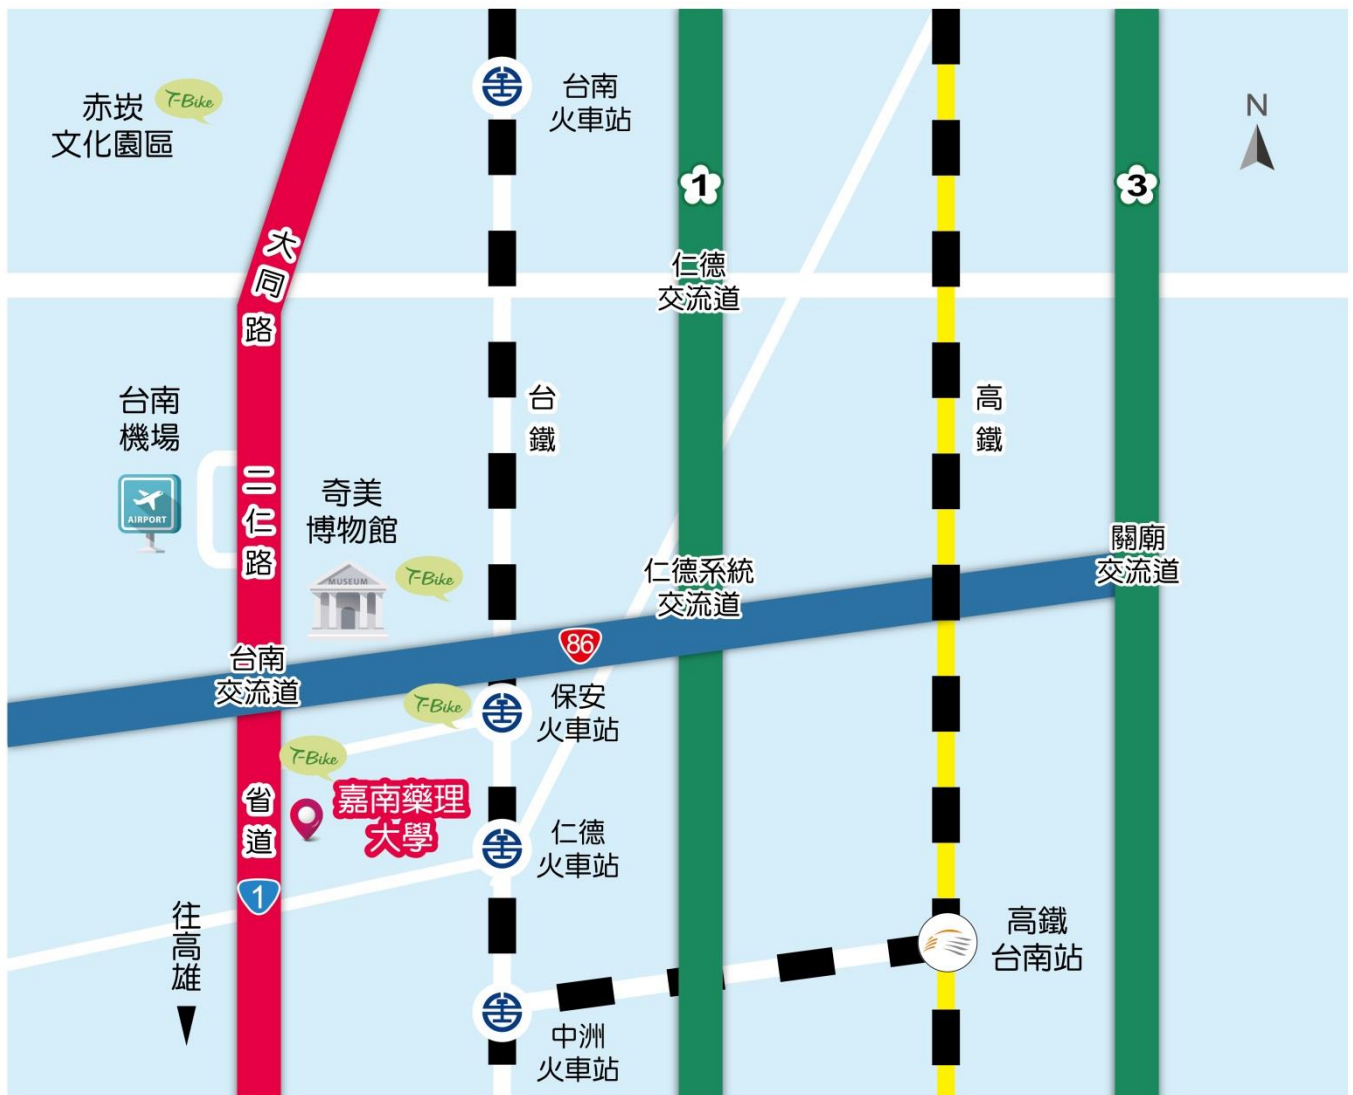 赤崁
文化園區
T-Bike
台南
火車站
N
1
3
大同路
仁德
交流道
台鐵
高鐵
台南
機場
AIRPORT
二仁路
奇美
博物館
MUSEUM
T-Bike
仁德系統
交流道
關廟
交流道
86
台南
交流道
T-Bike
保安
火車站
T-Bike
省道
嘉南藥理
大學
仁德
火車站
1
往高雄
高鐵
台南站
中洲
火車站